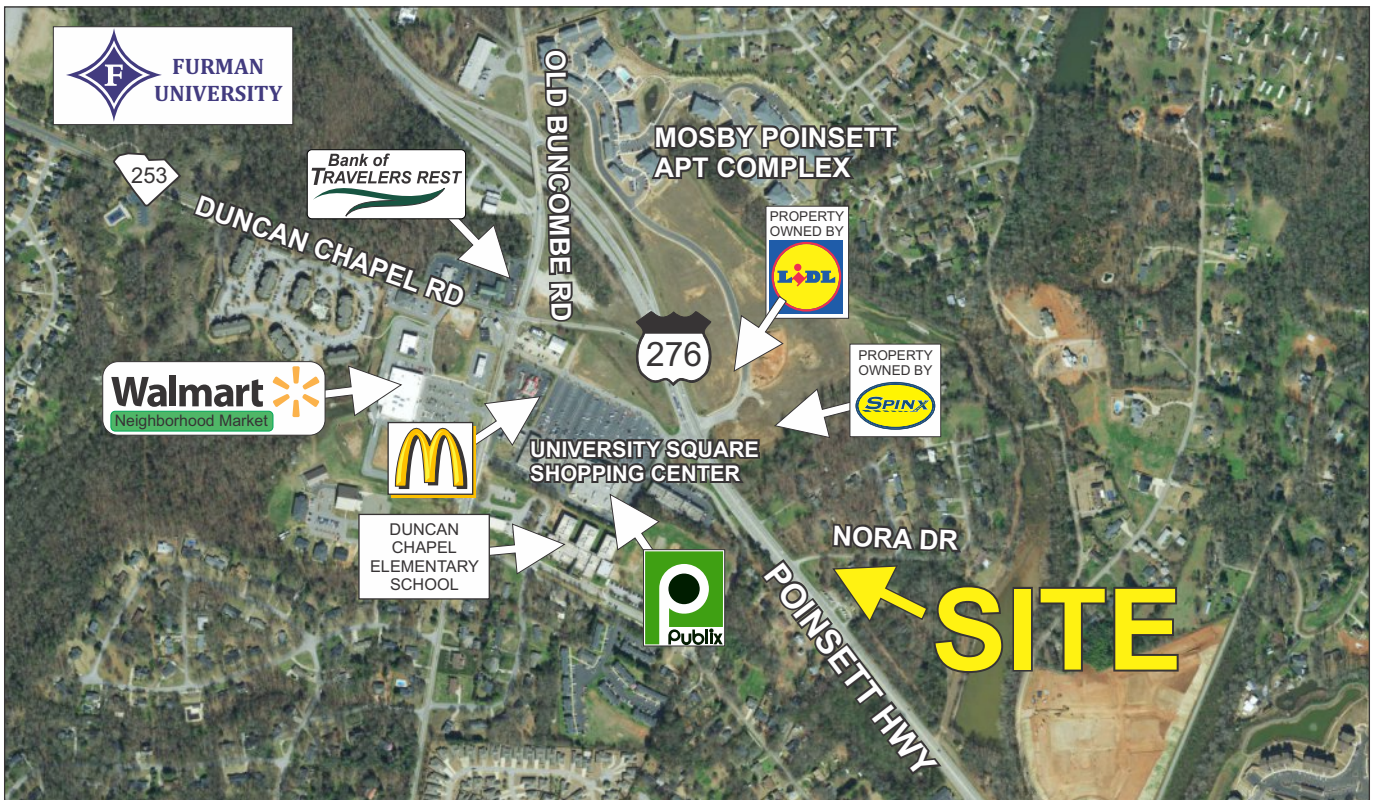 F
FURMAN
UNIVERSITY
253
DUNCAN CHAPEL RD
Bank of
TRAVELERS REST
OLD BUNCOMBE RD
MOSBY POINSETT
APT COMPLEX
PROPERTY
OWNED BY
LIDL
276
PROPERTY
OWNED BY
SPINX
Walmart
Neighborhood Market
M
UNIVERSITY SQUARE
SHOPPING CENTER
DUNCAN
CHAPEL
ELEMENTARY
SCHOOL
P
Publix
NORA DR
SITE
POINSETT HWY